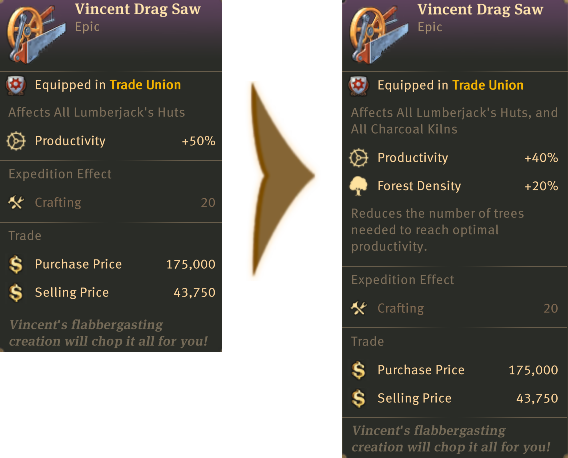 Vincent Drag Saw
Epic
Equipped in Trade Union
Affects All Lumberjack's Huts
Productivity +50%
Expedition Effect
Crafting 20
Trade
Purchase Price 175,000
Selling Price 43,750
Vincent's flabbergasting
creation will chop it all for you!
Vincent Drag Saw
Epic
Equipped in Trade Union
Affects All Lumberjack's Huts, and
All Charcoal Kilns
Productivity +40%
Forest Density +20%
Reduces the number of trees
needed to reach optimal
productivity.
Expedition Effect
Crafting 20
Trade
Purchase Price 175,000
Selling Price 43,750
Vincent's flabbergasting
creation will chop it all for you!